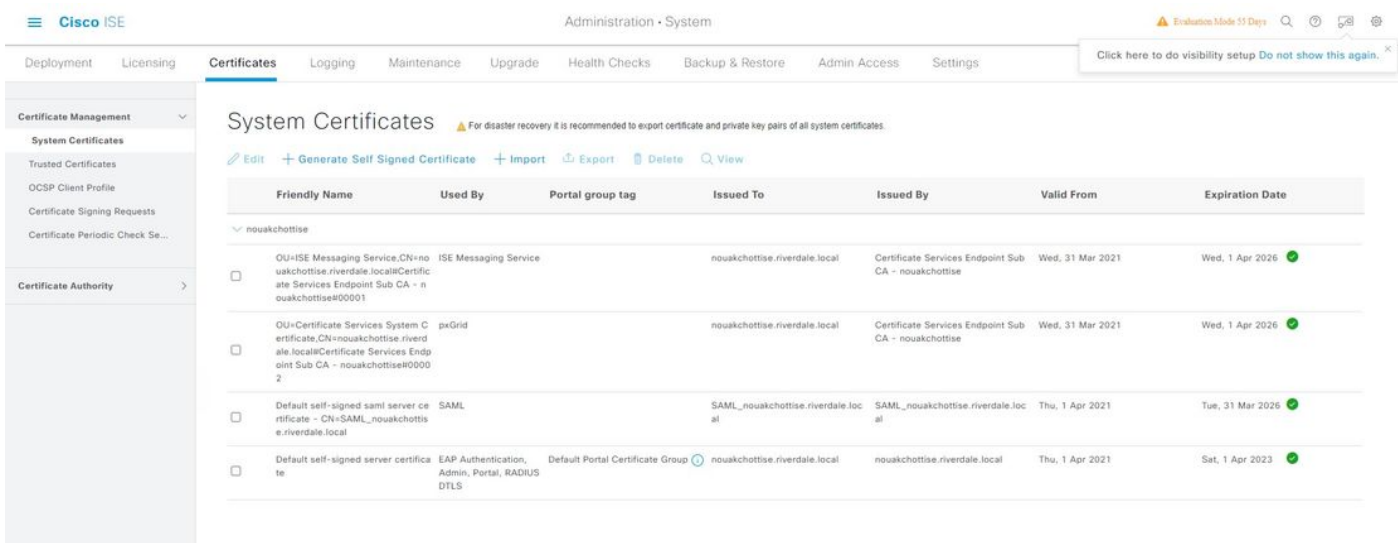 Cisco ISE
Administration · System
Evaluation Mode 55 Days
Click here to do visibility setup Do not show this again.
Deployment Licensing Certificates Logging Maintenance Upgrade Health Checks Backup & Restore Admin Access Settings
Certificate Management
System Certificates
Trusted Certificates
OCSP Client Profile
Certificate Signing Requests
Certificate Periodic Check Se...
Certificate Authority
System Certificates
For disaster recovery it is recommended to export certificate and private key pairs of all system certificates.
Edit Generate Self Signed Certificate Import Export Delete View
Friendly Name Used By Portal group tag Issued To Issued By Valid From Expiration Date
nouakchottise
OU=ISE Messaging Service,CN=no ISE Messaging Service nouakchottise.riverdale.local Certificate Services Endpoint Sub Wed, 31 Mar 2021 Wed, 1 Apr 2026
uakchottise.riverdale.local#Certific CA - nouakchottise
ate Services Endpoint Sub CA - n
ouakchottise#00001
OU=Certificate Services System C pxGrid nouakchottise.riverdale.local Certificate Services Endpoint Sub Wed, 31 Mar 2021 Wed, 1 Apr 2026
ertificate,CN=nouakchottise.riverd CA - nouakchottise
ale.local#Certificate Services Endp
oint Sub CA - nouakchottise#0000
2
Default self-signed saml server ce SAML SAML_nouakchottise.riverdale.loc SAML_nouakchottise.riverdale.loc Thu, 1 Apr 2021 Tue, 31 Mar 2026
rtificate - CN=SAML_nouakchottis al al
e.riverdale.local
Default self-signed server certifica EAP Authentication, Default Portal Certificate Group nouakchottise.riverdale.local nouakchottise.riverdale.local Thu, 1 Apr 2021 Sat, 1 Apr 2023
te Admin, Portal, RADIUS
DTLS